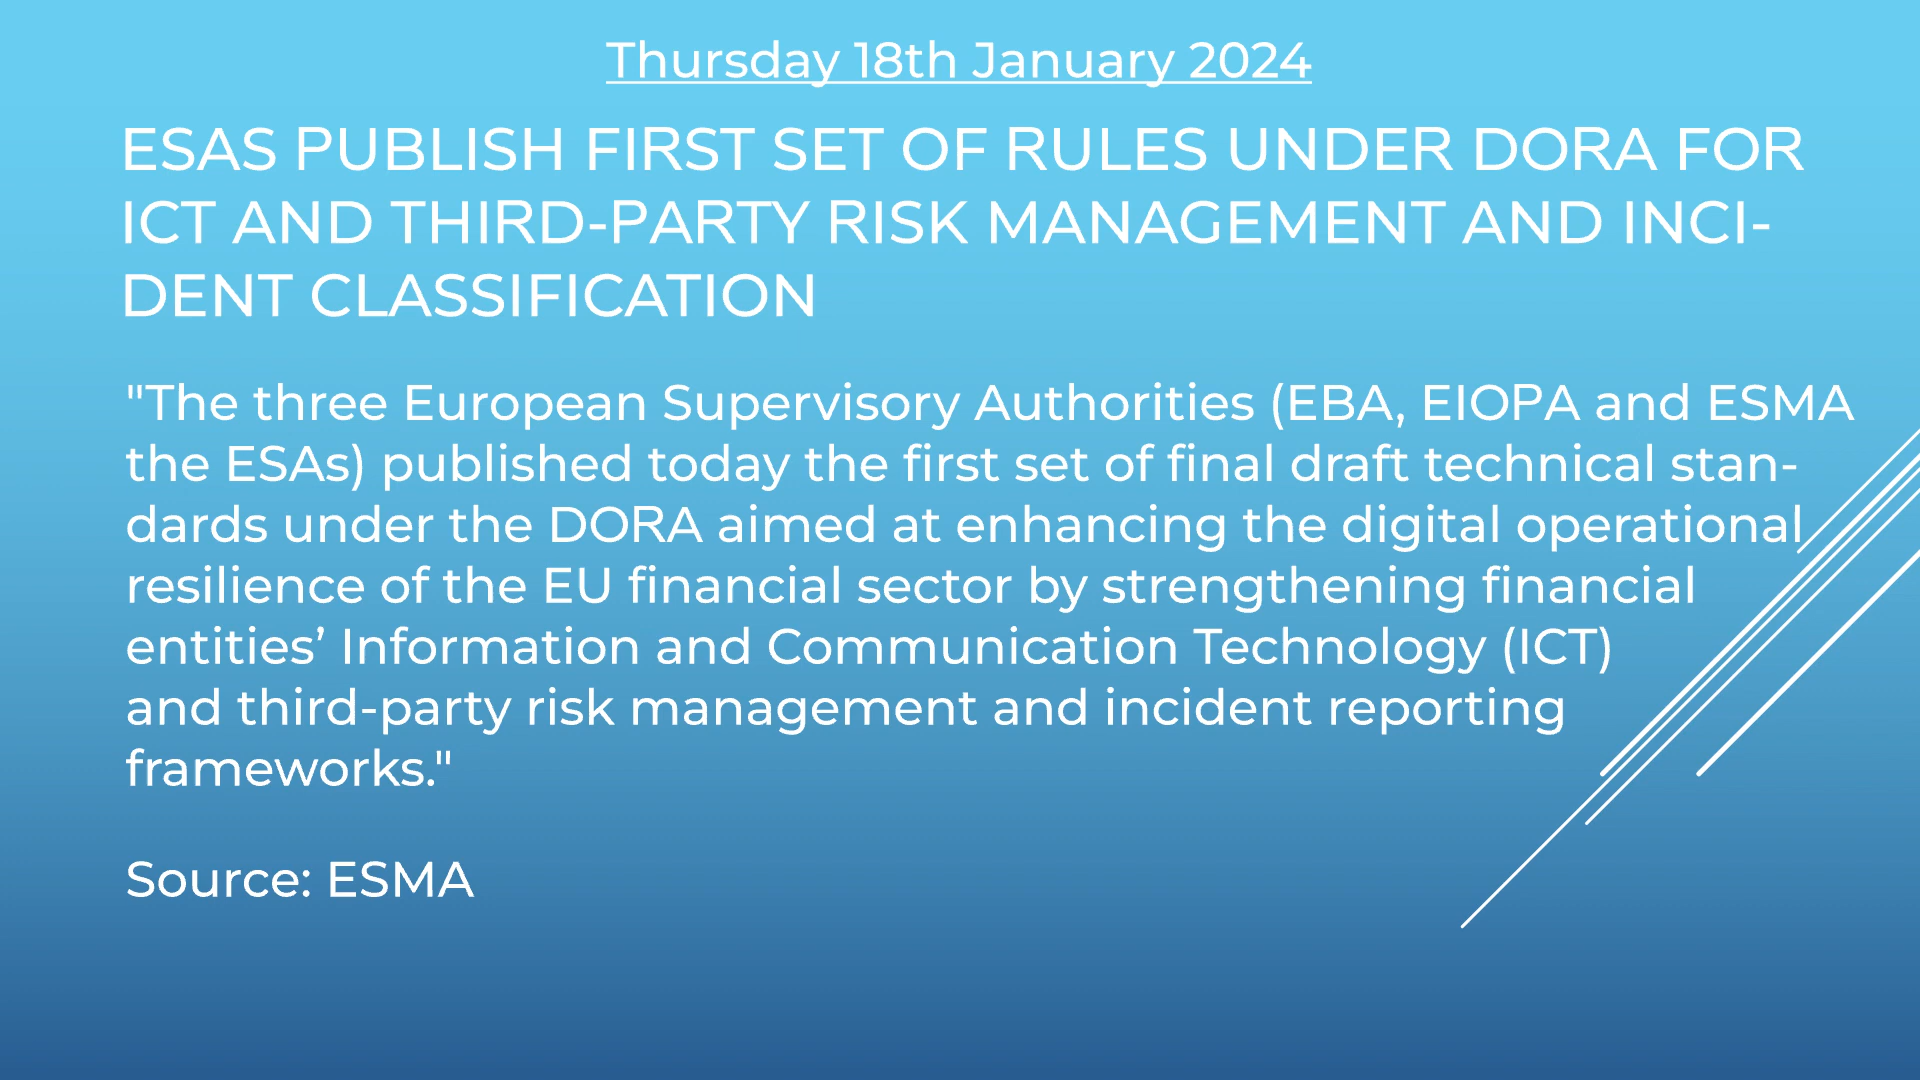 Thursday 18th January 2024
ESAS PUBLISH FIRST SET OF RULES UNDER DORA FOR
ICT AND THIRD-PARTY RISK MANAGEMENT AND INCI-
DENT CLASSIFICATION
"The three European Supervisory Authorities (EBA, EIOPA and ESMA
the ESAs) published today the first set of final draft technical stan-
dards under the DORA aimed at enhancing the digital operational
resilience of the EU financial sector by strengthening financial
entities’ Information and Communication Technology (ICT)
and third-party risk management and incident reporting
frameworks."
Source: ESMA